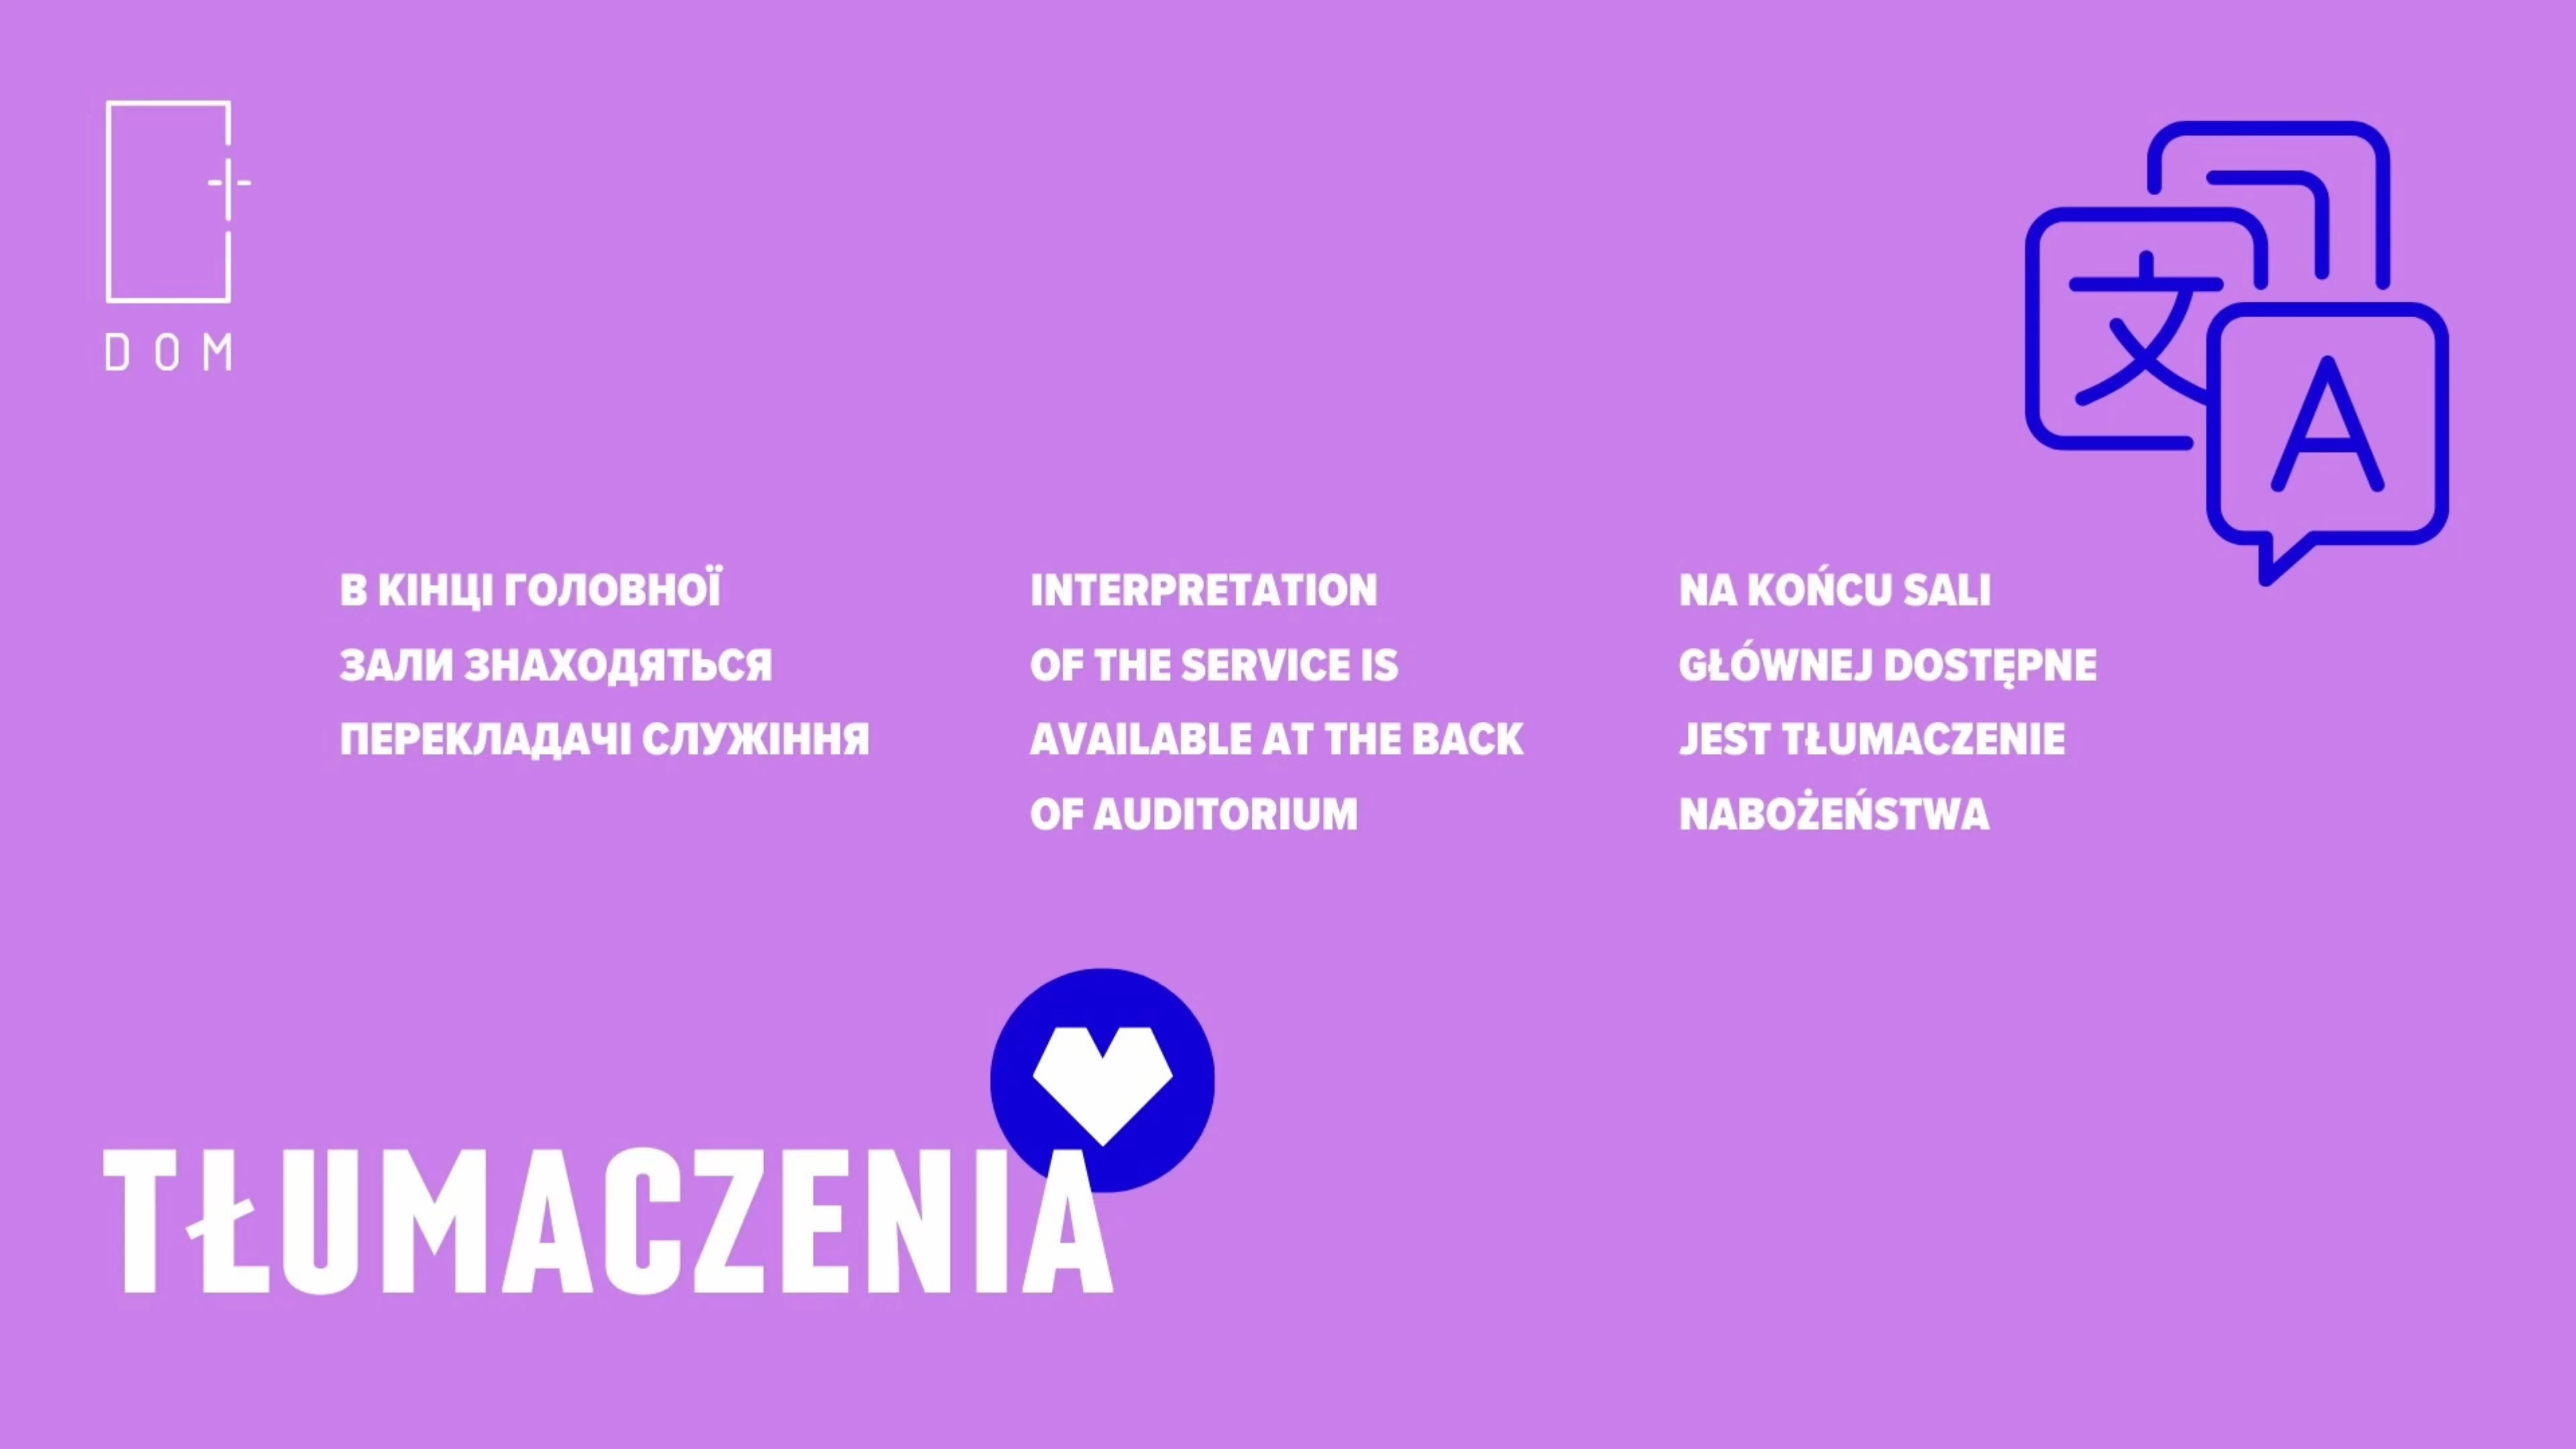 DOM
文
A
В КІНЦІ ГОЛОВНОЇ
ЗАЛИ ЗНАХОДЯТЬСЯ
ПЕРЕКЛАДАЧІ СЛУЖІННЯ
INTERPRETATION
OF THE SERVICE IS
AVAILABLE AT THE BACK
OF AUDITORIUM
NA KOŃCU SALI
GŁÓWNEJ DOSTĘPNE
JEST TŁUMACZENIE
NABOŻEŃSTWA
TŁUMACZENIA